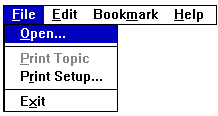 File Edit Bookmark Help
Open...
Print Topic
Print Setup...
Exit